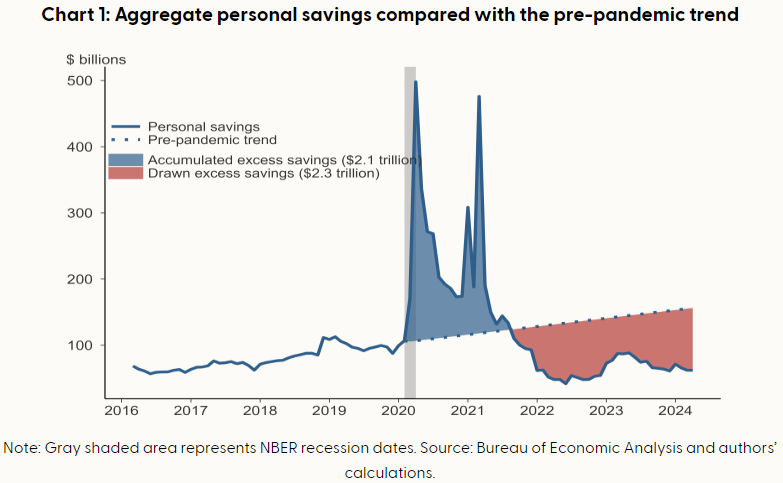 Chart 1: Aggregate personal savings compared with the pre-pandemic trend
$ billions
500
400
300
200
100
Personal savings
Pre-pandemic trend
Accumulated excess savings ($2.1 trillion)
Drawn excess savings ($2.3 trillion)
2016 2017 2018 2019 2020 2021 2022 2023 2024
Note: Gray shaded area represents NBER recession dates. Source: Bureau of Economic Analysis and authors’
calculations.